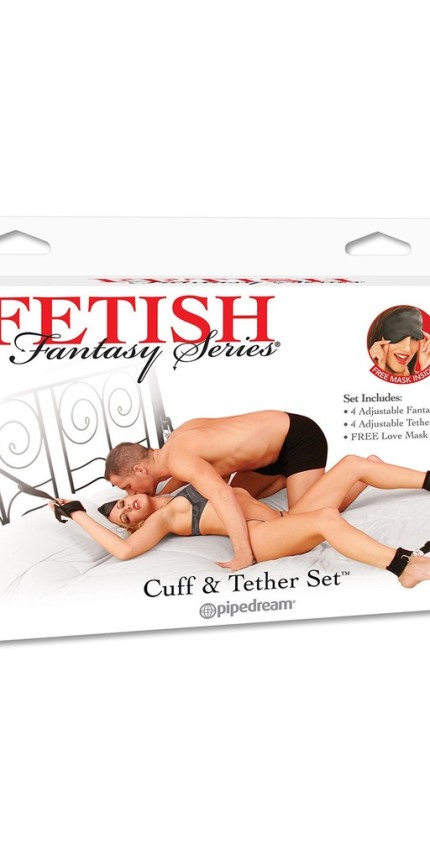 FETISH
Fantasy Series®
FREE MASK INSIDE
Set Includes:
• 4 Adjustable Fanta
• 4 Adjustable Tethe
• FREE Love Mask
Cuff & Tether Set™
pipedream®